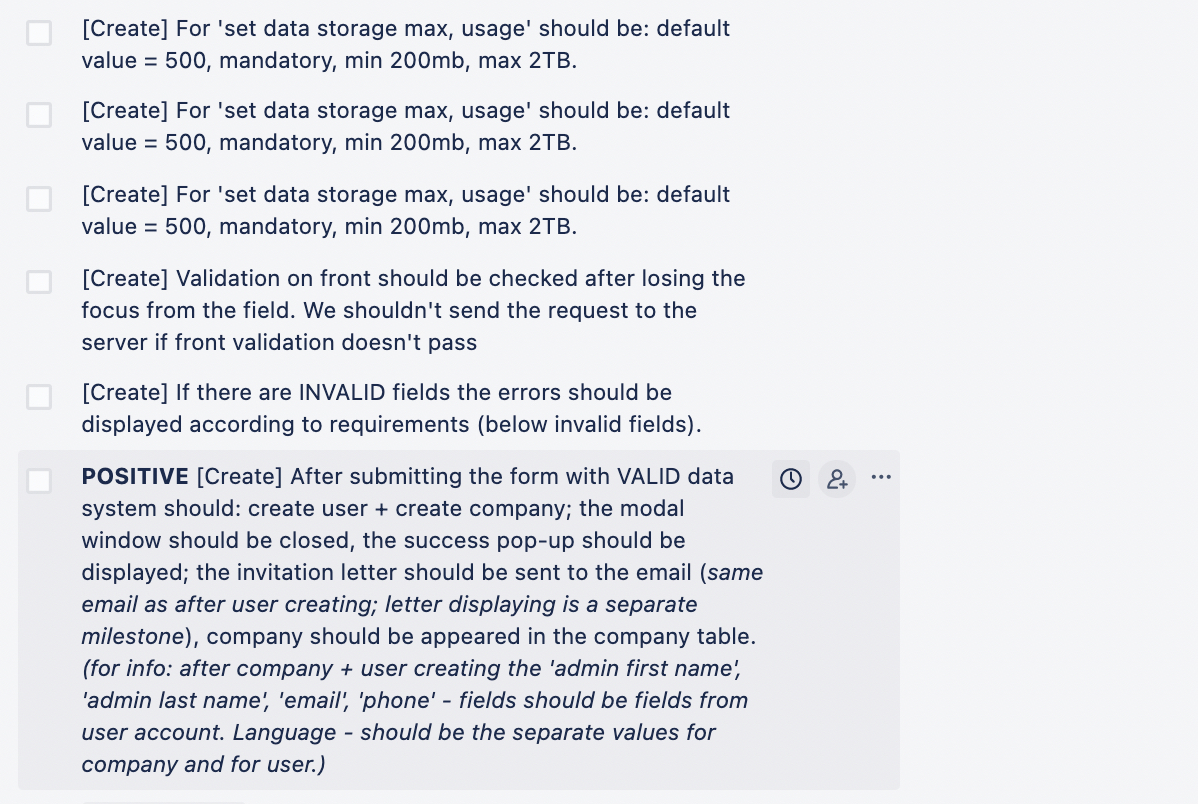 [Create] For 'set data storage max, usage' should be: default
value = 500, mandatory, min 200mb, max 2TB.
[Create] For 'set data storage max, usage' should be: default
value = 500, mandatory, min 200mb, max 2TB.
[Create] For 'set data storage max, usage' should be: default
value = 500, mandatory, min 200mb, max 2TB.
[Create] Validation on front should be checked after losing the
focus from the field. We shouldn't send the request to the
server if front validation doesn't pass
[Create] If there are INVALID fields the errors should be
displayed according to requirements (below invalid fields).
POSITIVE [Create] After submitting the form with VALID data
system should: create user + create company; the modal
window should be closed, the success pop-up should be
displayed; the invitation letter should be sent to the email (same
email as after user creating; letter displaying is a separate
milestone), company should be appeared in the company table.
(for info: after company + user creating the 'admin first name',
'admin last name', 'email', 'phone' - fields should be fields from
user account. Language - should be the separate values for
company and for user.)